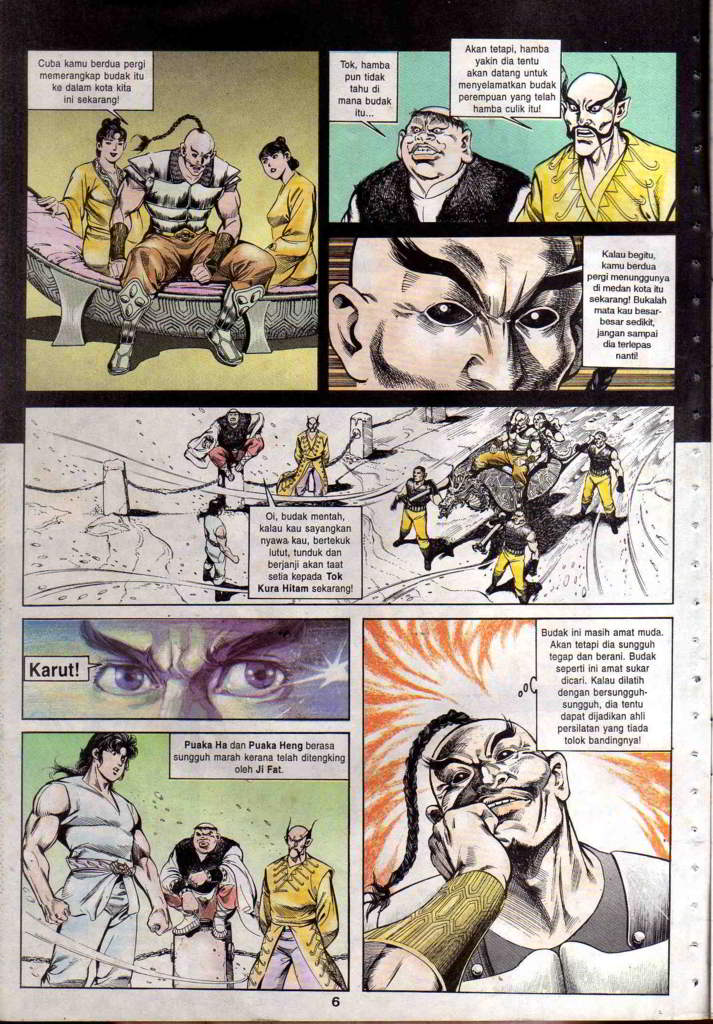 Cuba kamu berdua pergi
memerangkap budak itu
ke dalam kota kita
ini sekarang!
Tok, hamba
pun tidak
tahu di
mana budak
itu...
Akan tetapi, hamba
yakin dia tentu
akan datang untuk
menyelamatkan budak
perempuan yang telah
hamba culik itu!
Kalau begitu,
kamu berdua
pergi menunggunya
di medan kota itu
sekarang! Bukalah
mata kau besar-
besar sedikit,
jangan sampai
dia terlepas
nanti!
Oi, budak mentah,
kalau kau sayangkan
nyawa kau, bertekuk
lutut, tunduk dan
berjanji akan taat
setia kepada Tok
Kura Hitam sekarang!
Karut!
Budak ini masih amat muda.
Akan tetapi dia sungguh
tegap dan berani. Budak
seperti ini amat sukar
dicari. Kalau dilatih
dengan bersungguh-
sungguh, dia tentu
dapat dijadikan ahli
persilatan yang tiada
tolok bandingnya!
Puaka Ha dan Puaka Heng berasa
sungguh marah kerana telah ditengking
oleh Ji Fat.
6